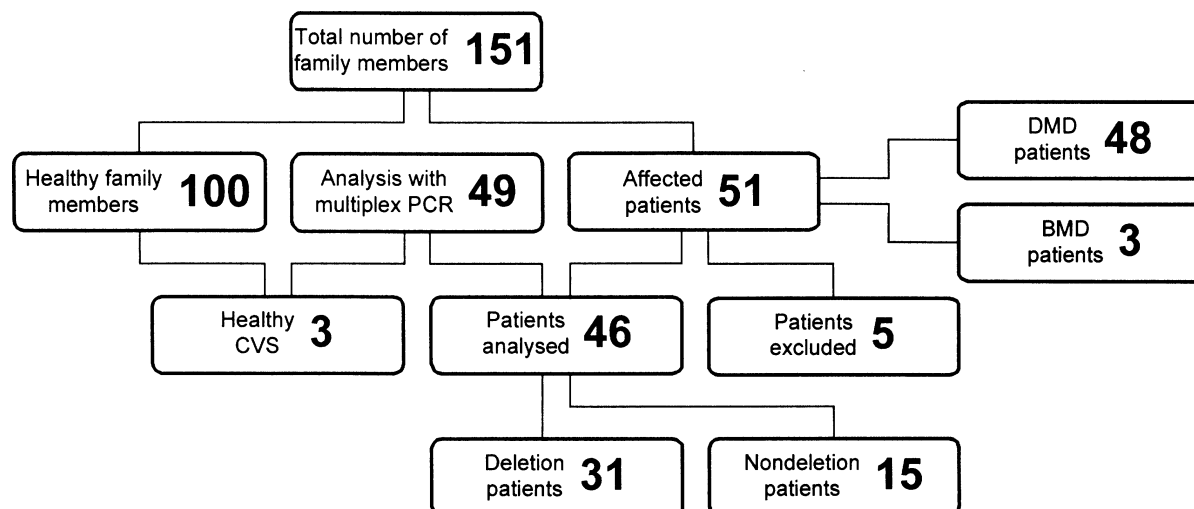 Total number of
family members 151
DMD
patients 48
Healthy family
members 100
Analysis with
multiplex PCR 49
Affected
patients 51
BMD
patients 3
Healthy
CVS 3
Patients
analysed 46
Patients
excluded 5
Deletion
patients 31
Nondeletion
patients 15